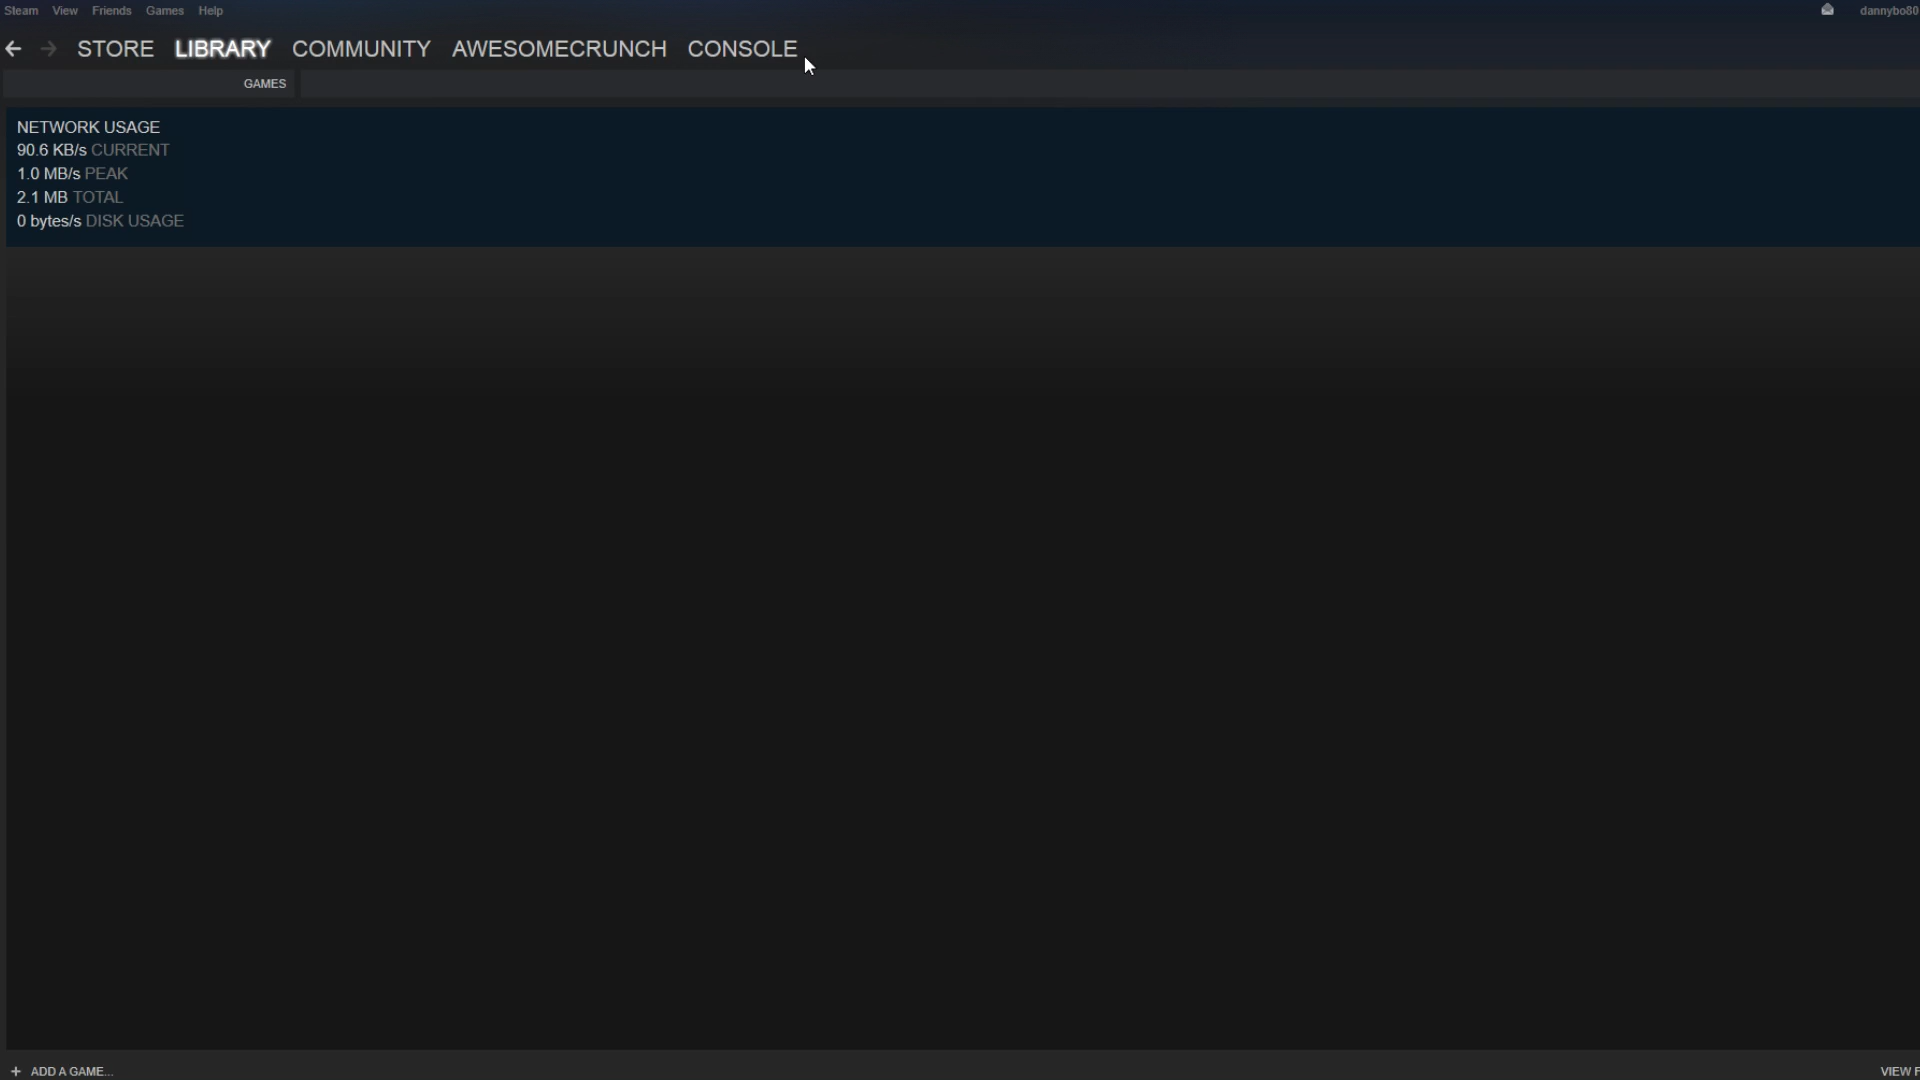 Steam View Friends Games Help dannybo80
STORE LIBRARY COMMUNITY AWESOMECRUNCH CONSOLE
GAMES
NETWORK USAGE
90.6 KB/s CURRENT
1.0 MB/s PEAK
2.1 MB TOTAL
0 bytes/s DISK USAGE
+ ADD A GAME... VIEW F